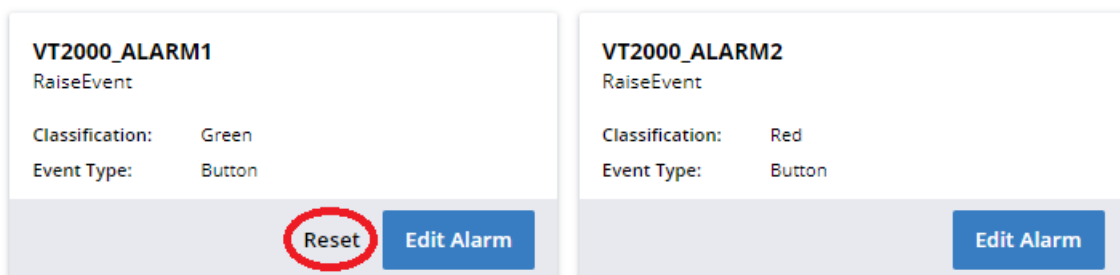 VT2000_ALARM1
RaiseEvent
Classification: Green
Event Type: Button
Reset Edit Alarm
VT2000_ALARM2
RaiseEvent
Classification: Red
Event Type: Button
Edit Alarm